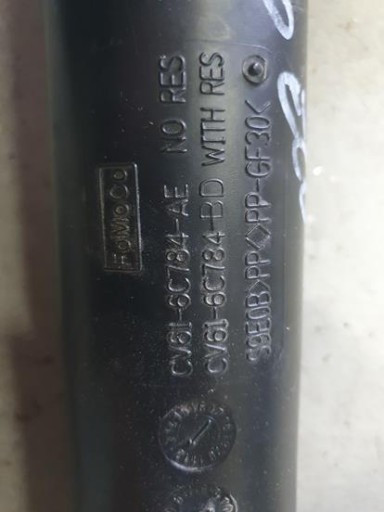 FoMoCo
CV61-6C784-AE NO RES
CV61-6C784-BD WITH RES
S9E0B>PP<>PP-GF30<